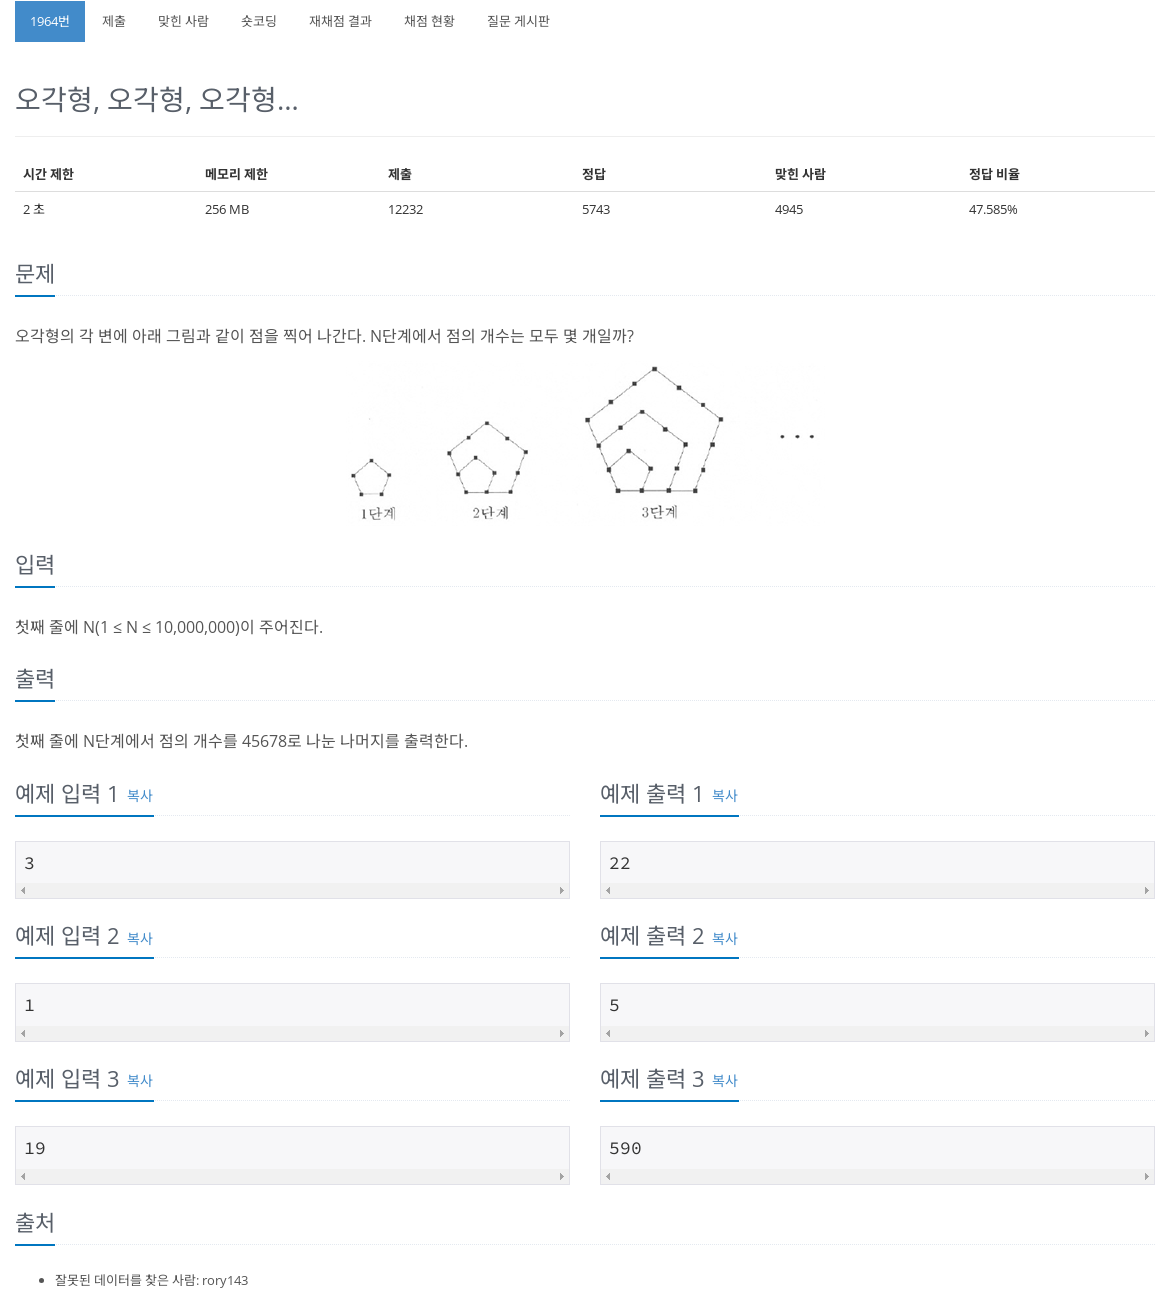 1964번 제출 맞힌 사람 숏코딩 재채점 결과 채점 현황 질문 게시판
오각형, 오각형, 오각형…
시간 제한 메모리 제한 제출 정답 맞힌 사람 정답 비율
2 초 256 MB 12232 5743 4945 47.585%
문제
오각형의 각 변에 아래 그림과 같이 점을 찍어 나간다. N단계에서 점의 개수는 모두 몇 개일까?
1단계 2단계 3단계 . . .
입력
첫째 줄에 N(1 ≤ N ≤ 10,000,000)이 주어진다.
출력
첫째 줄에 N단계에서 점의 개수를 45678로 나눈 나머지를 출력한다.
예제 입력 1 복사 예제 출력 1 복사
3 22
예제 입력 2 복사 예제 출력 2 복사
1 5
예제 입력 3 복사 예제 출력 3 복사
19 590
출처
• 잘못된 데이터를 찾은 사람: rory143